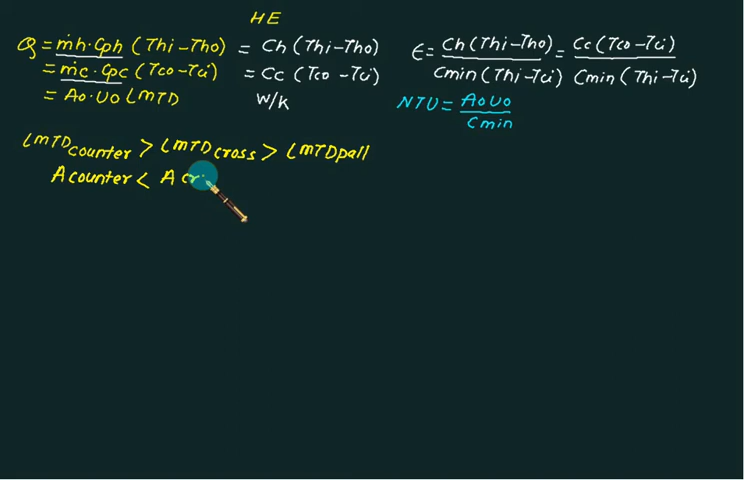 HE
Q = ṁh·Cph (Thi-Tho) = Ch (Thi-Tho)
= ṁc·Cpc (Tco-Tci) = Cc (Tco-Tci)
= Ao·Uo LMTD W/K
ε = Ch(Thi-Tho) / Cmin(Thi-Tci) = Cc(Tco-Tci) / Cmin(Thi-Tci)
NTU = AoUo / Cmin
LMTDcounter > LMTDcross > LMTDpall
Acounter < A cr